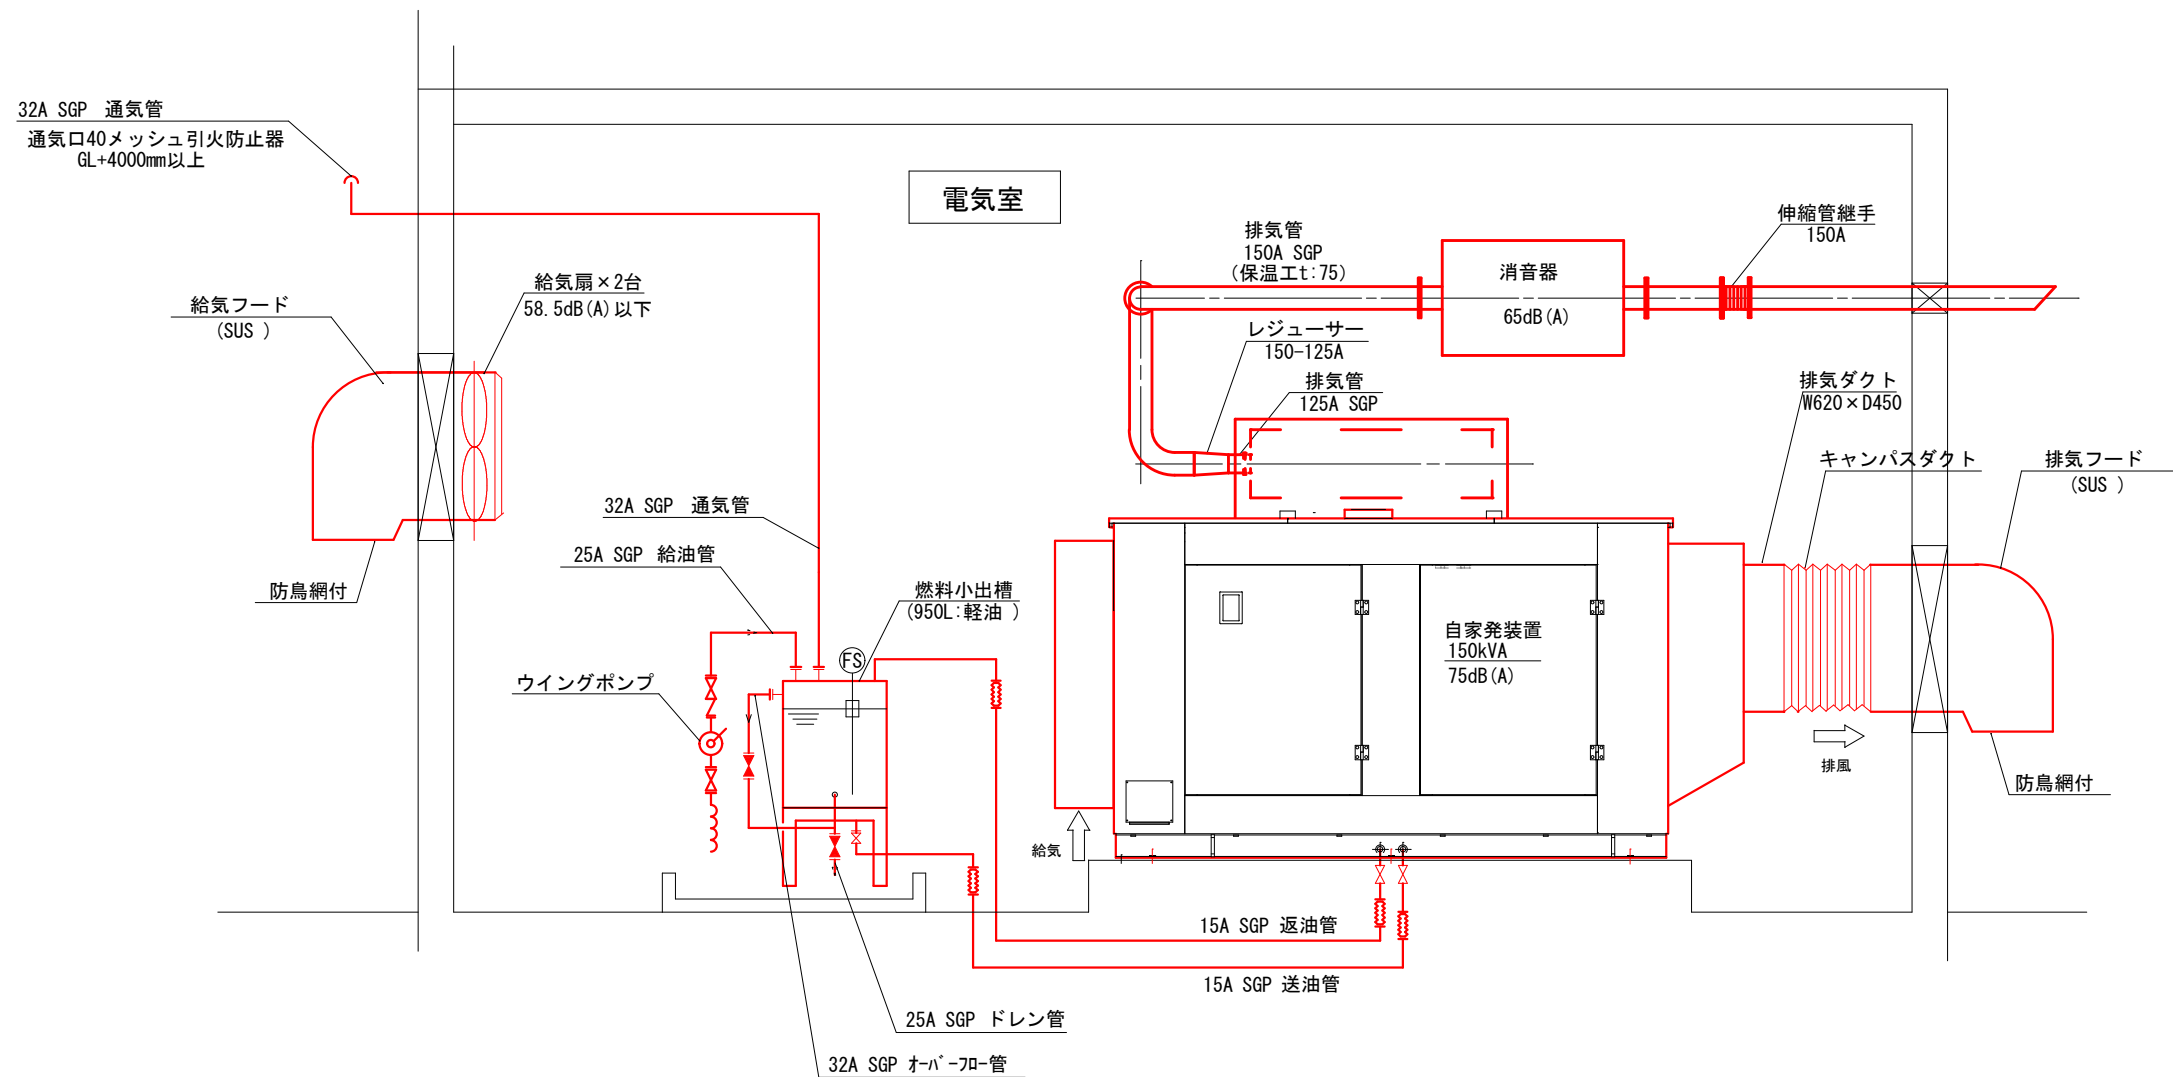 32A SGP 通気管
通気口40メッシュ引火防止器
GL+4000mm以上
電気室
給気フード
(SUS )
給気扇×2台
58.5dB(A)以下
防鳥網付
排気管
150A SGP
(保温工t:75)
消音器
65dB(A)
伸縮管継手
150A
レジューサー
150-125A
排気管
125A SGP
排気ダクト
W620×D450
キャンパスダクト
排気フード
(SUS )
32A SGP 通気管
25A SGP 給油管
燃料小出槽
(950L:軽油 )
FS
ウイングポンプ
自家発装置
150kVA
75dB(A)
排風
防鳥網付
給気
15A SGP 返油管
15A SGP 送油管
25A SGP ドレン管
32A SGP オーバーフロー管